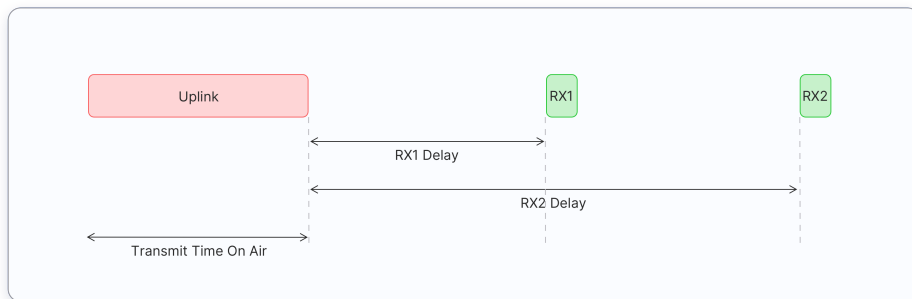 Uplink
RX1
RX2
RX1 Delay
RX2 Delay
Transmit Time On Air